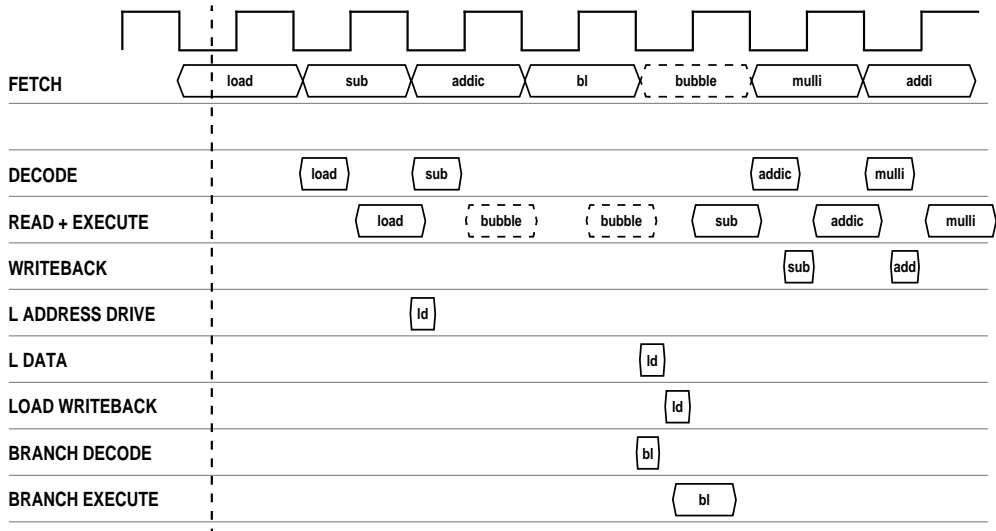 FETCH load sub addic bl bubble mulli addi
DECODE load sub addic mulli
READ + EXECUTE load bubble bubble sub addic mulli
WRITEBACK sub add
L ADDRESS DRIVE ld
L DATA ld
LOAD WRITEBACK ld
BRANCH DECODE bl
BRANCH EXECUTE bl